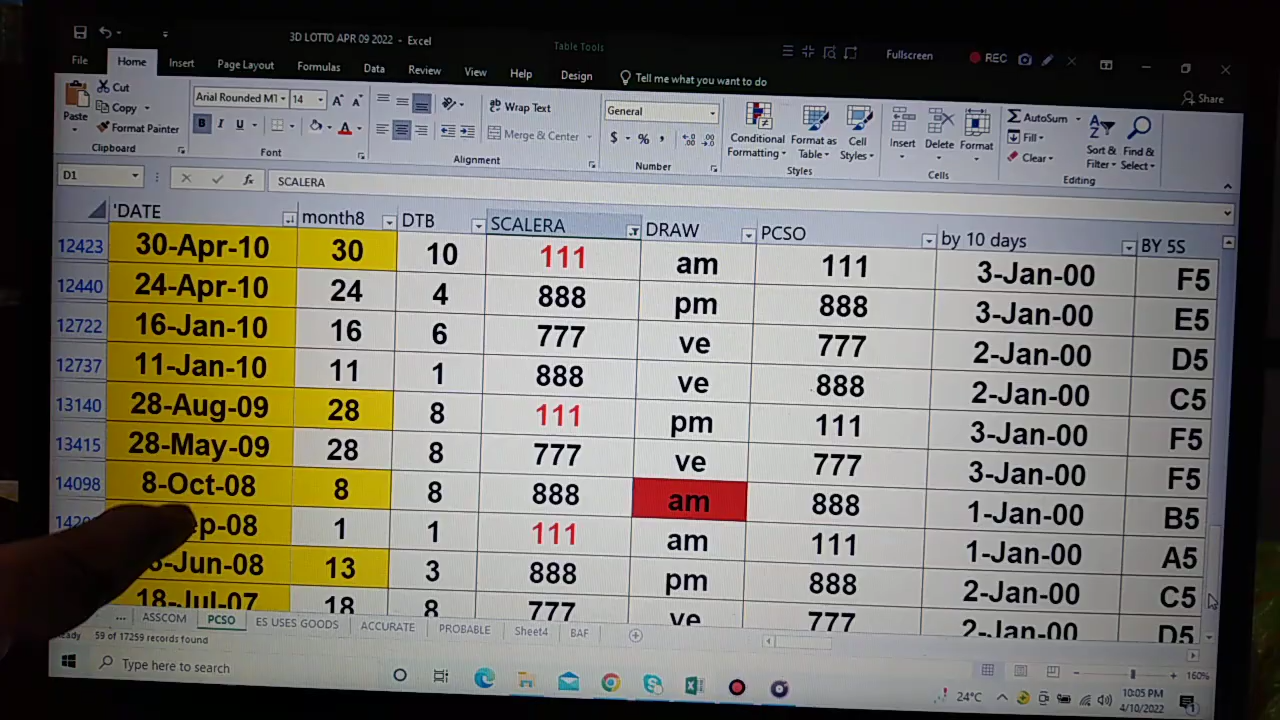 3D LOTTO APR 09 2022 - Excel
Table Tools
Fullscreen
REC
File Home Insert Page Layout Formulas Data Review View Help Design Tell me what you want to do
Share
Paste
Cut
Copy
Format Painter
Clipboard
Arial Rounded MT 14
B I U
Font
Wrap Text
Merge & Center
Alignment
General
$ % ,
Number
Conditional Formatting
Format as Table
Cell Styles
Styles
Insert Delete Format
Cells
AutoSum
Fill
Clear
Sort & Filter
Find & Select
Editing
D1 fx SCALERA
'DATE month8 DTB SCALERA DRAW PCSO by 10 days BY 5S
12423 30-Apr-10 30 10 111 am 111 3-Jan-00 F5
12440 24-Apr-10 24 4 888 pm 888 3-Jan-00 E5
12722 16-Jan-10 16 6 777 ve 777 2-Jan-00 D5
12737 11-Jan-10 11 1 888 ve 888 2-Jan-00 C5
13140 28-Aug-09 28 8 111 pm 111 3-Jan-00 F5
13415 28-May-09 28 8 777 ve 777 3-Jan-00 F5
14098 8-Oct-08 8 8 888 am 888 1-Jan-00 B5
ep-08 1 1 111 am 111 1-Jan-00 A5
-Jun-08 13 3 888 pm 888 2-Jan-00 C5
18-Jul-07 18 8 777 ve 777 2-Jan-00 D5
... ASSCOM PCSO ES USES GOODS ACCURATE PROBABLE Sheet4 BAF
59 of 17259 records found
160%
Type here to search
24°C
10:05 PM
4/10/2022